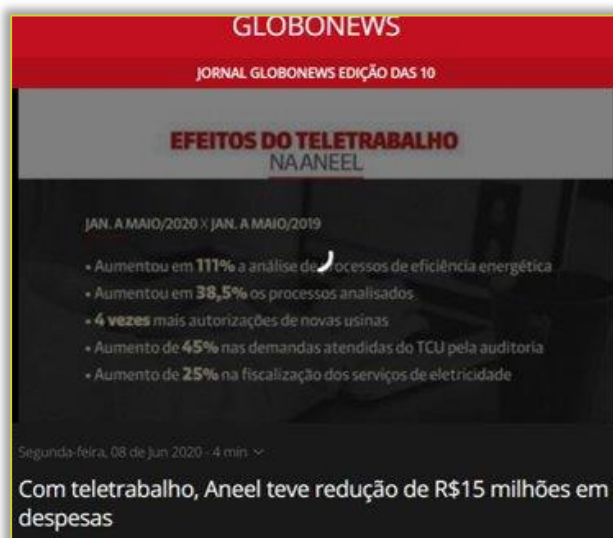 GLOBONEWS
JORNAL GLOBONEWS EDIÇÃO DAS 10
EFEITOS DO TELETRABALHO
NA ANEEL
JAN. A MAIO/2020 X JAN. A MAIO/2019
• Aumentou em 111% a análise de processos de eficiência energética
• Aumentou em 38,5% os processos analisados
• 4 vezes mais autorizações de novas usinas
• Aumento de 45% nas demandas atendidas do TCU pela auditoria
• Aumento de 25% na fiscalização dos serviços de eletricidade
Segunda-feira, 08 de Jun 2020 - 4 min
Com teletrabalho, Aneel teve redução de R$15 milhões em
despesas